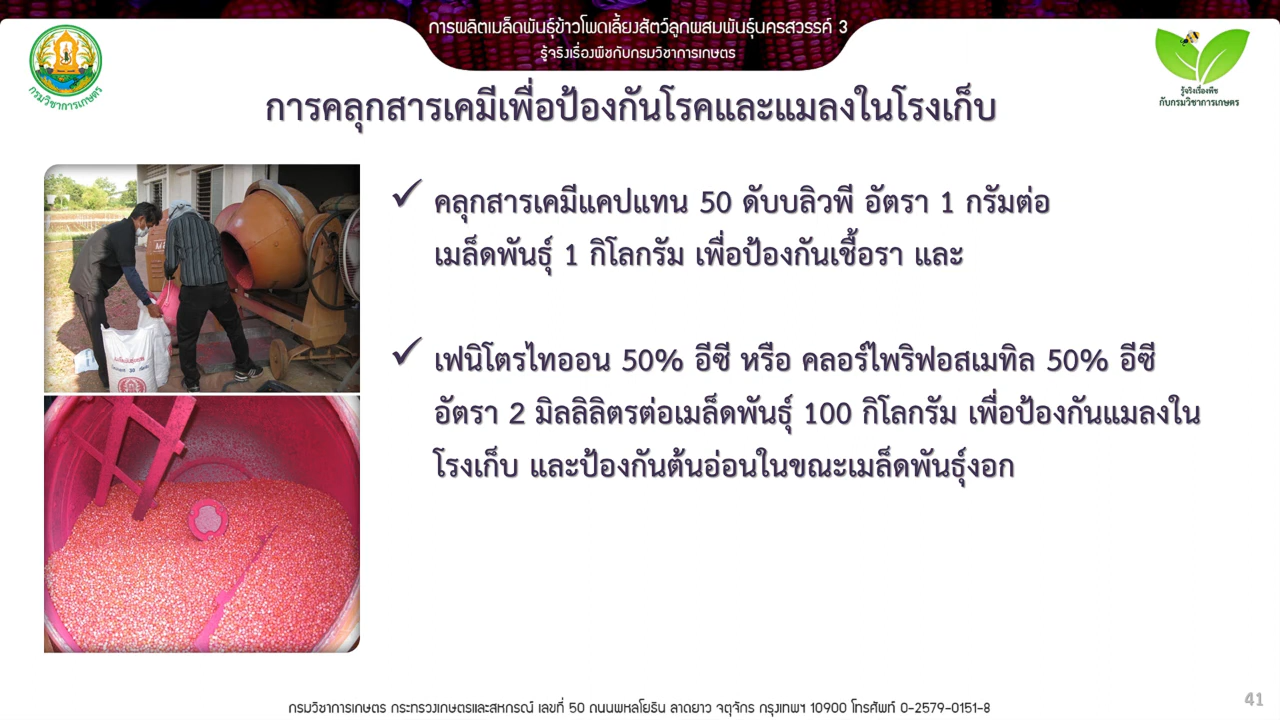 การผลิตเมล็ดพันธุ์ข้าวโพดเลี้ยงสัตว์ลูกผสมพันธุ์นครสวรรค์ 3
รู้จริงเรื่องพืชกับกรมวิชาการเกษตร
กรมวิชาการเกษตร
รู้จริงเรื่องพืช
กับกรมวิชาการเกษตร
การคลุกสารเคมีเพื่อป้องกันโรคและแมลงในโรงเก็บ
✓ คลุกสารเคมีแคปแทน 50 ดับบลิวพี อัตรา 1 กรัมต่อ
เมล็ดพันธุ์ 1 กิโลกรัม เพื่อป้องกันเชื้อรา และ
✓ เฟนิโตรไทออน 50% อีซี หรือ คลอร์ไพริฟอสเมทิล 50% อีซี
อัตรา 2 มิลลิลิตรต่อเมล็ดพันธุ์ 100 กิโลกรัม เพื่อป้องกันแมลงใน
โรงเก็บ และป้องกันต้นอ่อนในขณะเมล็ดพันธุ์งอก
กรมวิชาการเกษตร กระทรวงเกษตรและสหกรณ์ เลขที่ 50 ถนนพหลโยธิน ลาดยาว จตุจักร กรุงเทพฯ 10900 โทรศัพท์ 0-2579-0151-8
41